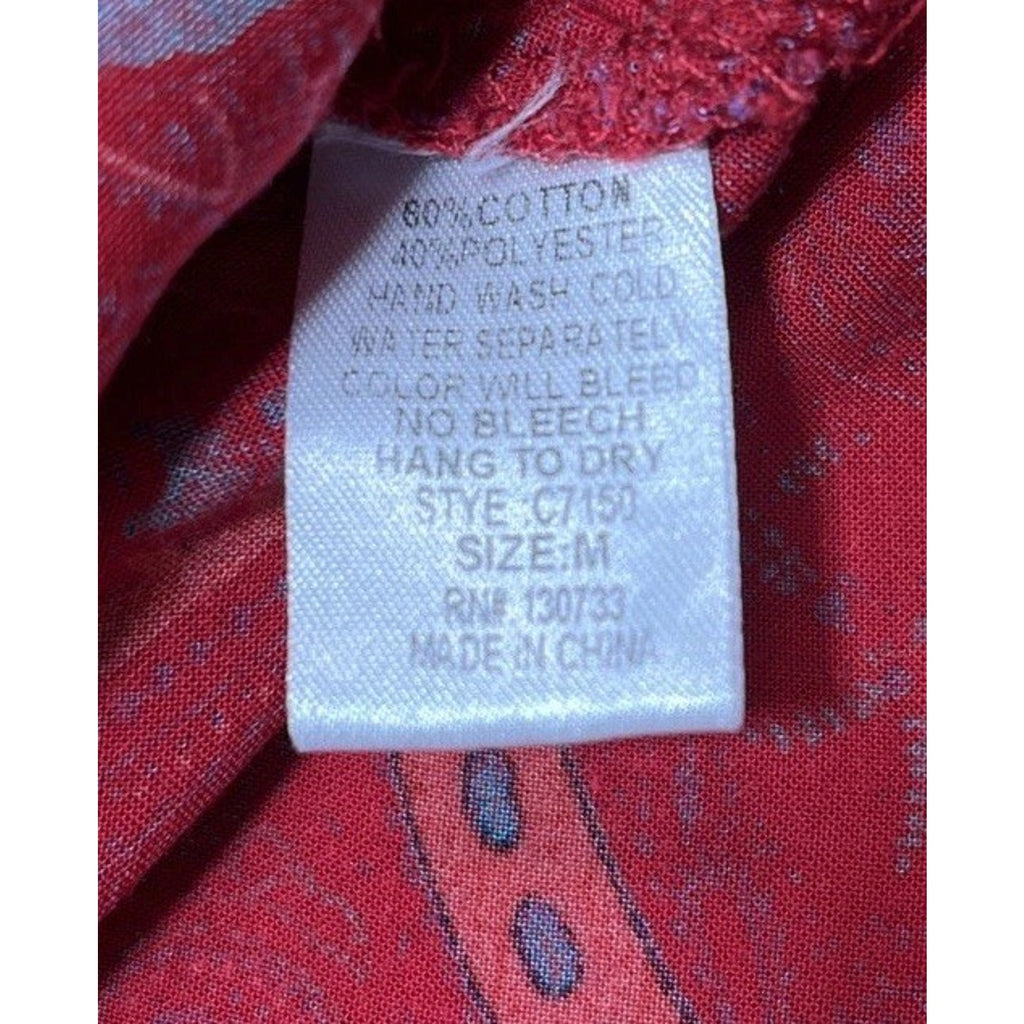 60%COTTON
40%POLYESTER
HAND WASH COLD
WATER SEPARATELY
COLOR WILL BLEED
NO BLEECH
HANG TO DRY
STYE :C7150
SIZE:M
RN# 130733
MADE IN CHINA